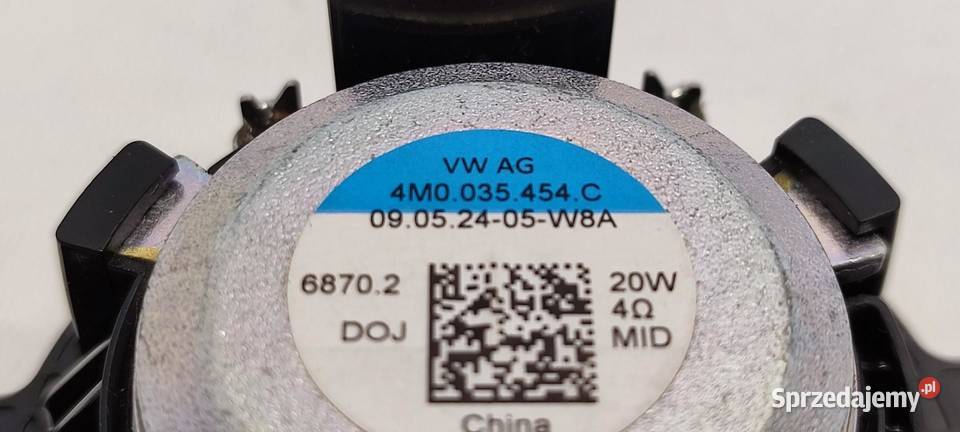 VW AG
4M0.035.454.C
09.05.24-05-W8A
6870.2
20W
4Ω
DOJ
MID
China
Sprzedajemy.pl